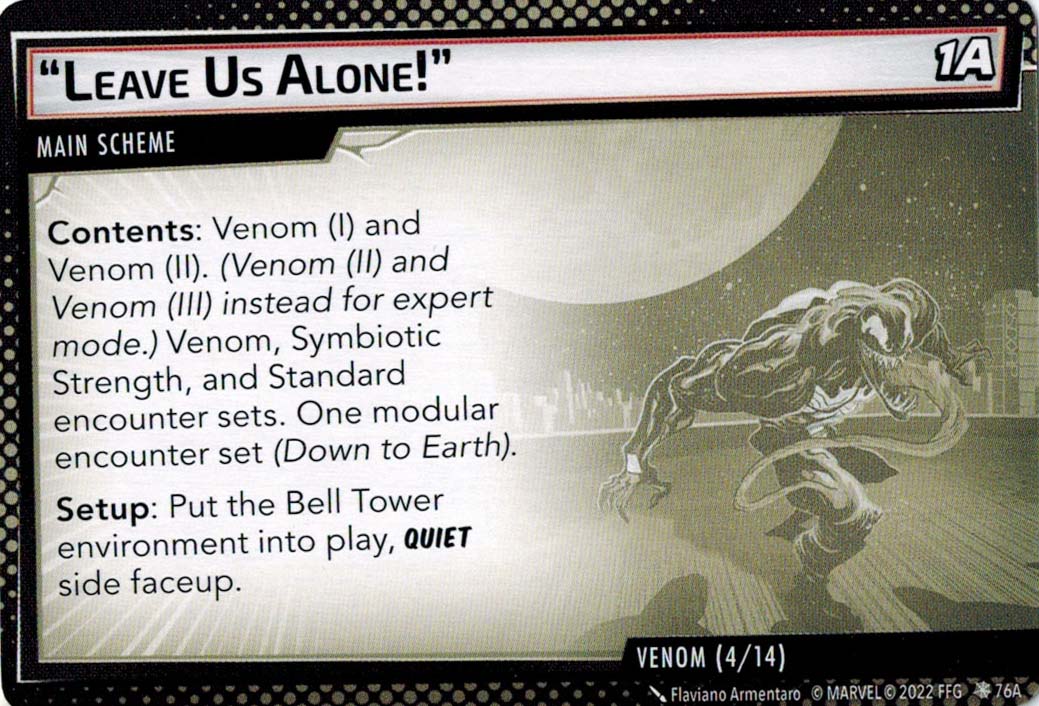 “LEAVE US ALONE!”
1A
MAIN SCHEME
Contents: Venom (I) and
Venom (II). (Venom (II) and
Venom (III) instead for expert
mode.) Venom, Symbiotic
Strength, and Standard
encounter sets. One modular
encounter set (Down to Earth).
Setup: Put the Bell Tower
environment into play, QUIET
side faceup.
VENOM (4/14)
Flaviano Armentaro © MARVEL © 2022 FFG 76A